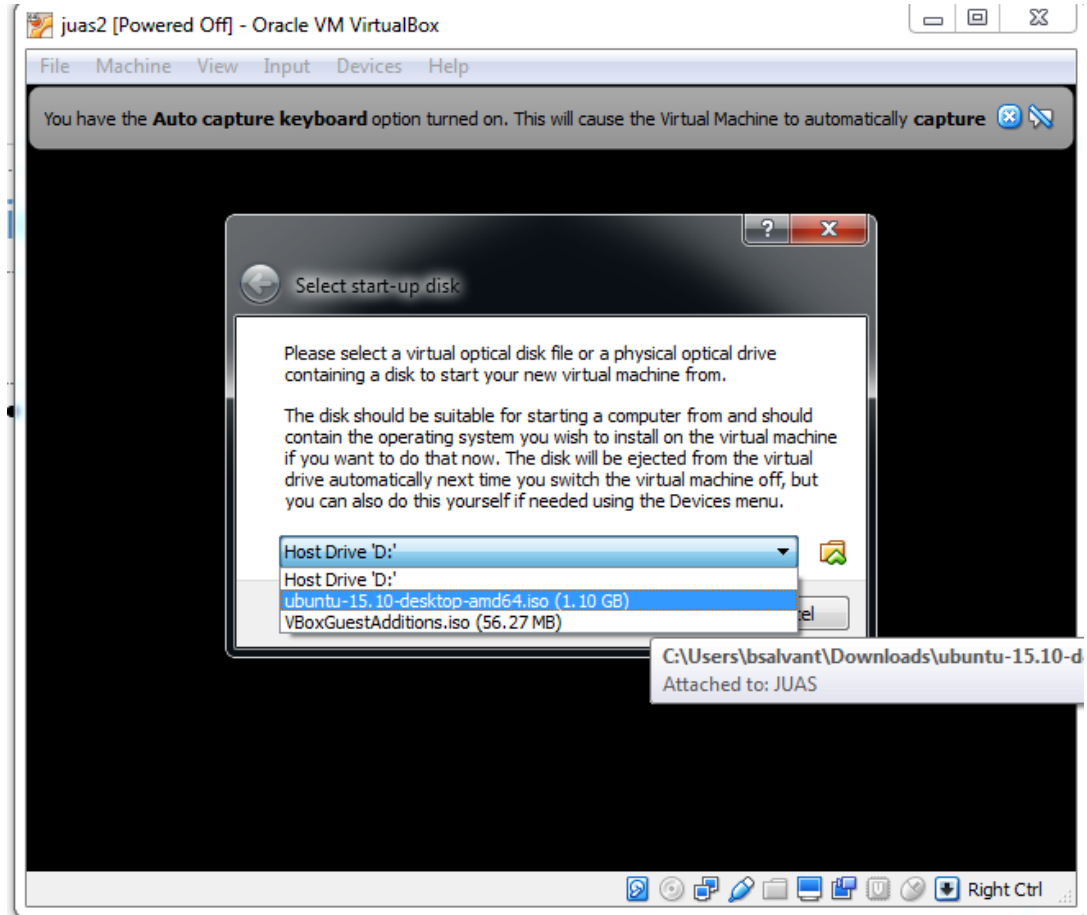 juas2 [Powered Off] - Oracle VM VirtualBox
File Machine View Input Devices Help
You have the Auto capture keyboard option turned on. This will cause the Virtual Machine to automatically capture
?
Select start-up disk
Please select a virtual optical disk file or a physical optical drive
containing a disk to start your new virtual machine from.
The disk should be suitable for starting a computer from and should
contain the operating system you wish to install on the virtual machine
if you want to do that now. The disk will be ejected from the virtual
drive automatically next time you switch the virtual machine off, but
you can also do this yourself if needed using the Devices menu.
Host Drive 'D:'
Host Drive 'D:'
ubuntu-15.10-desktop-amd64.iso (1.10 GB)
VBoxGuestAdditions.iso (56.27 MB)
C:\Users\bsalvant\Downloads\ubuntu-15.10-d
Attached to: JUAS
Right Ctrl